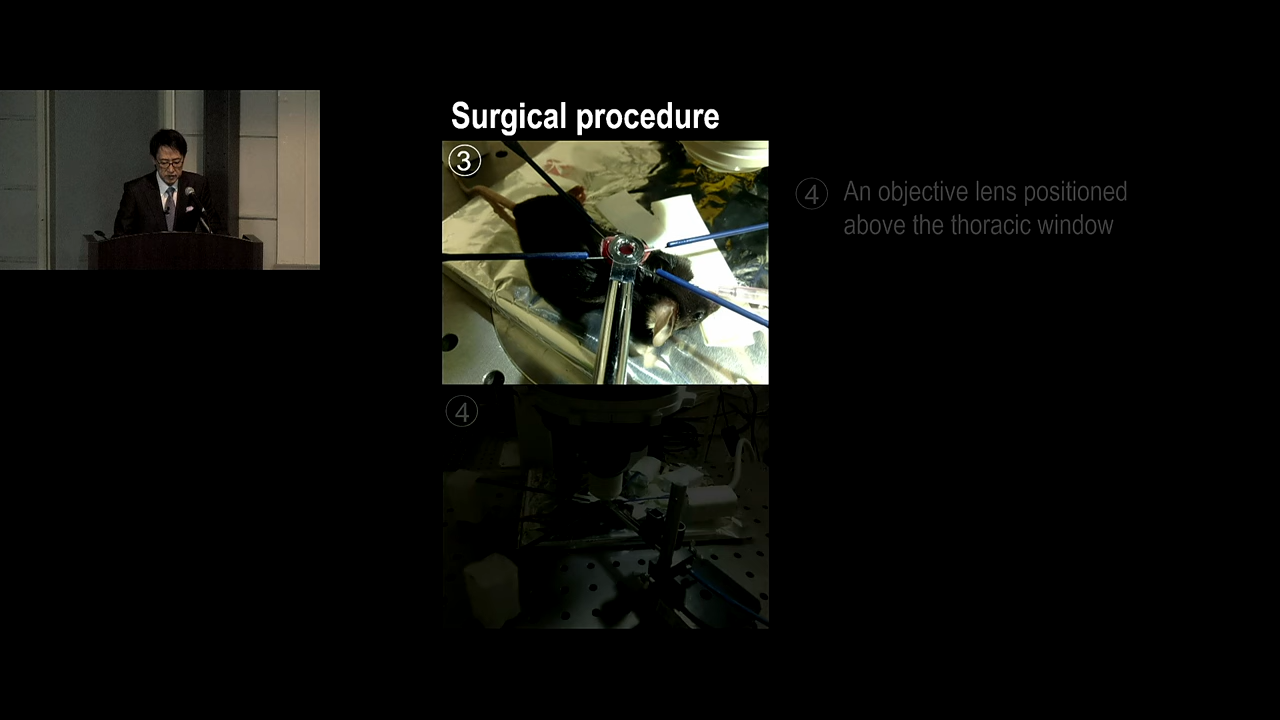 Surgical procedure
③
④ An objective lens positioned
above the thoracic window
④